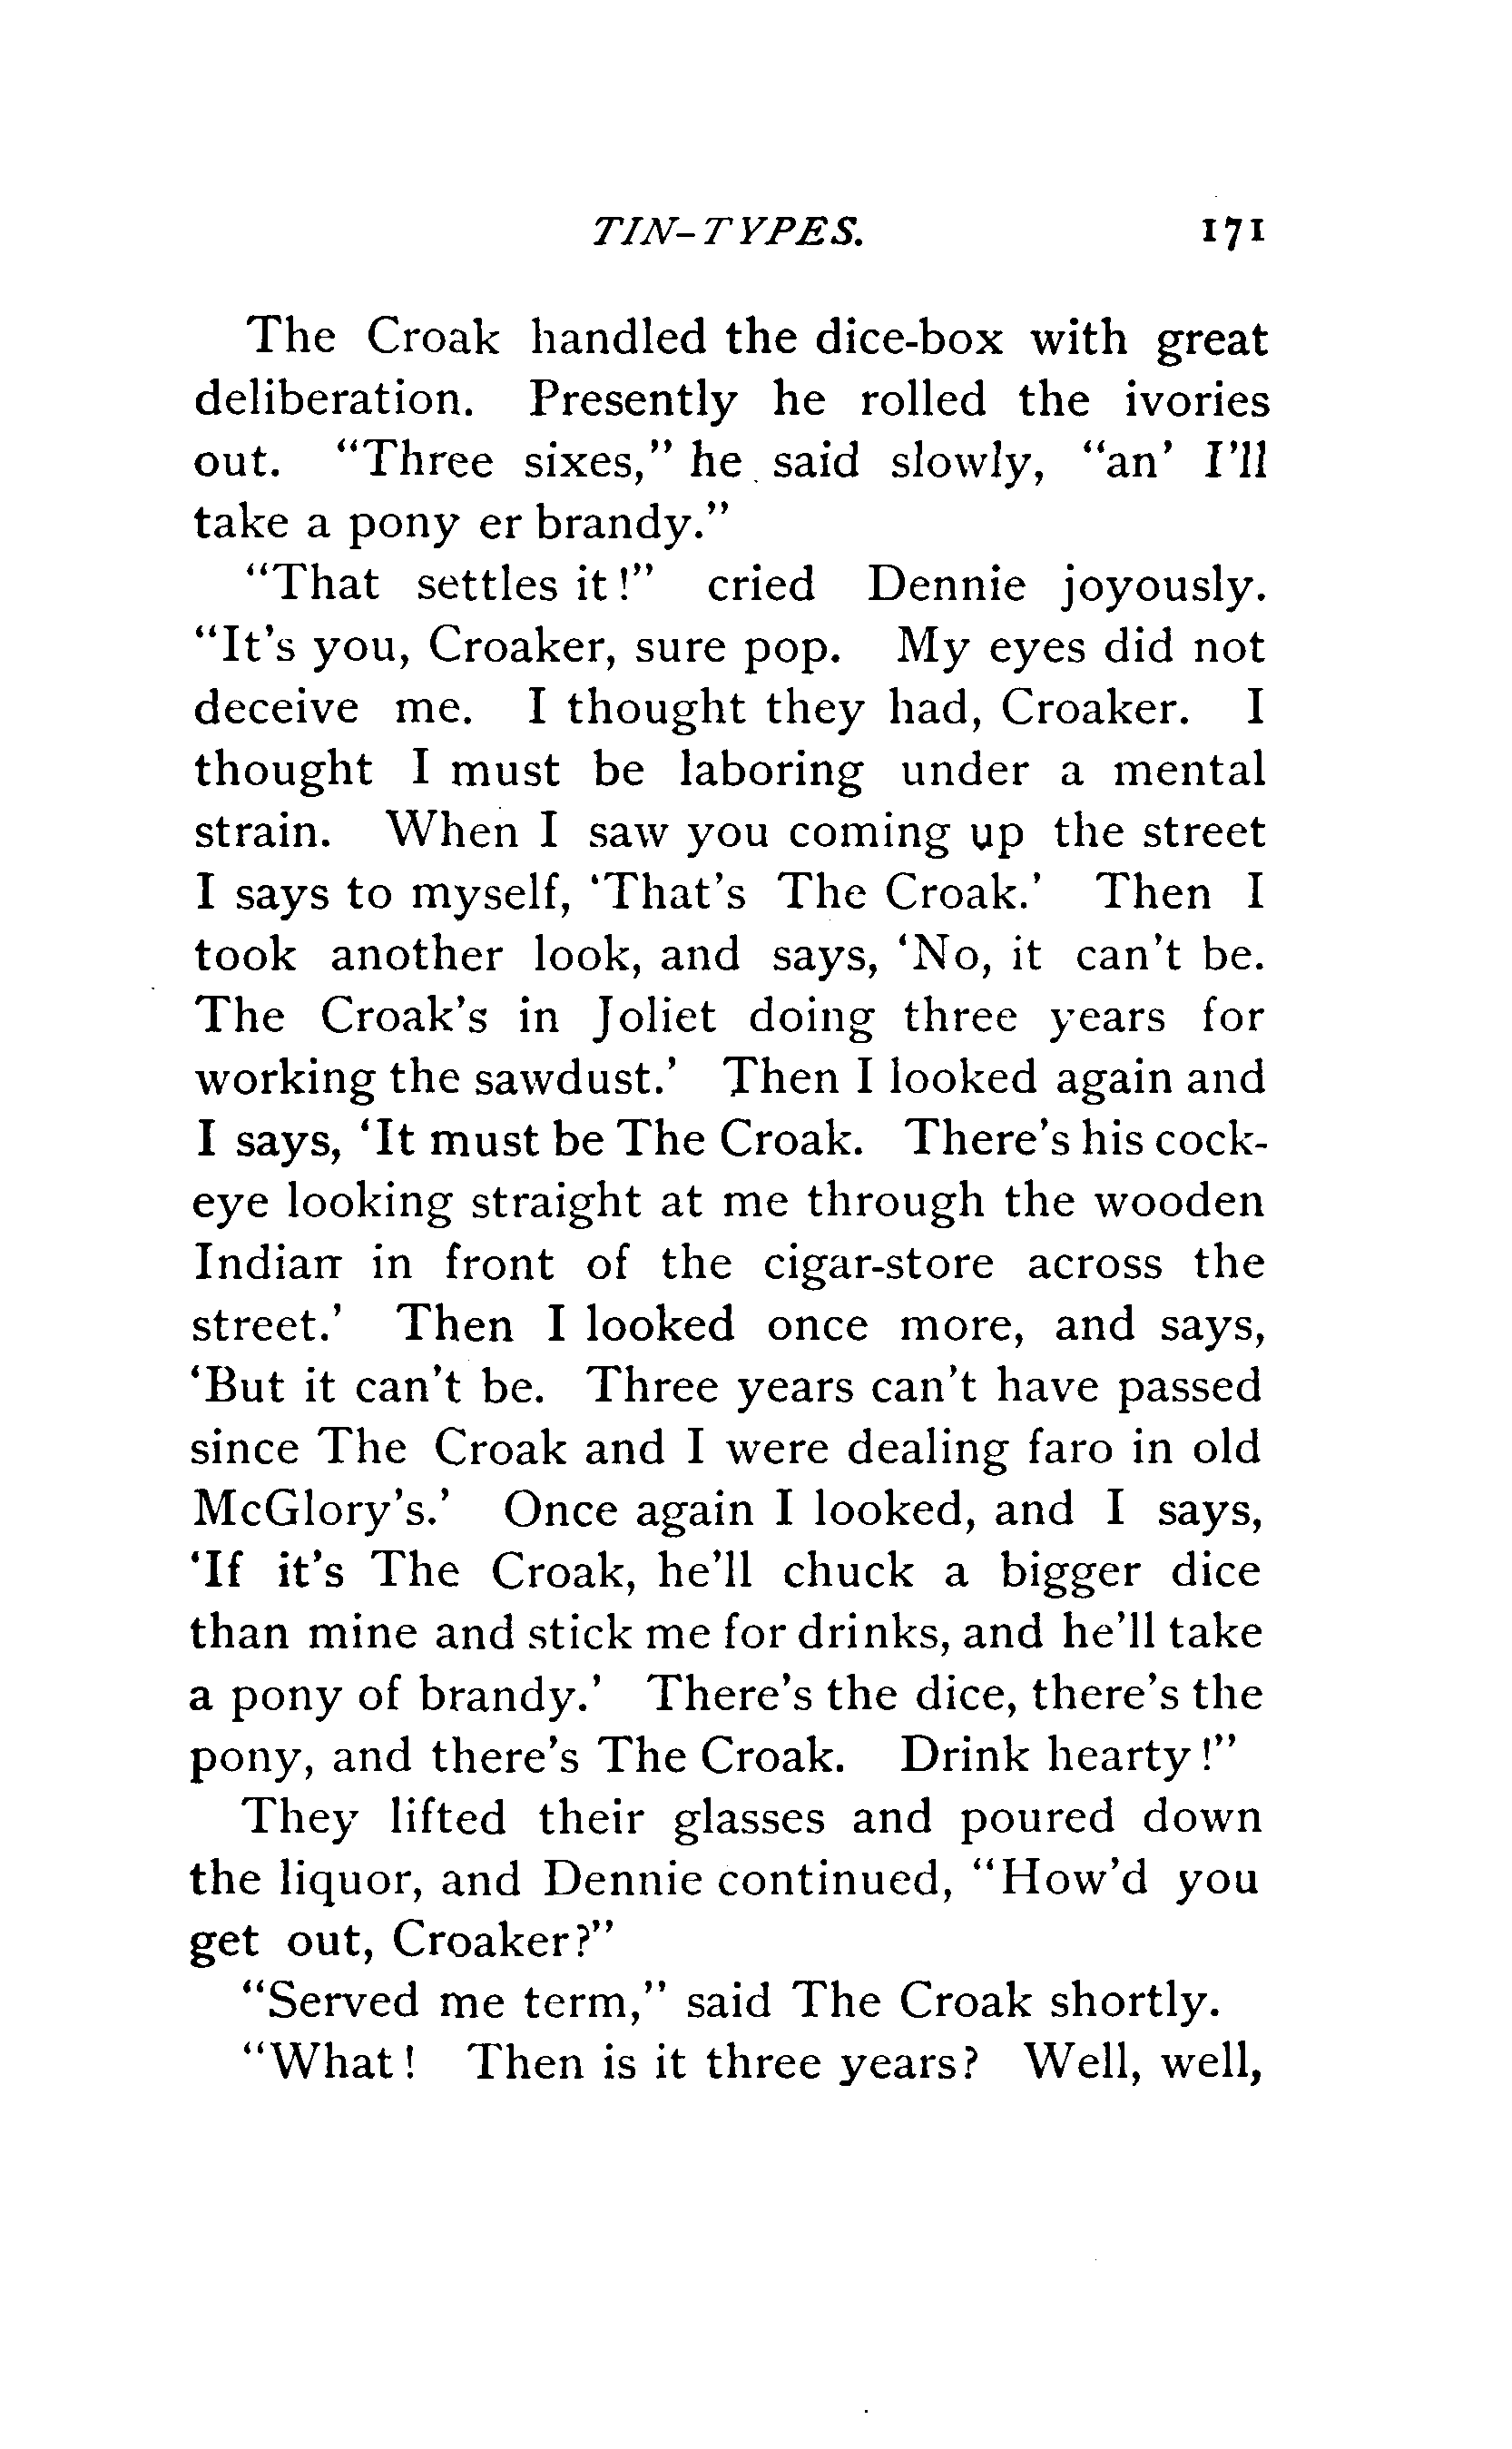 TIN-TYPES. 171
The Croak handled the dice-box with great
deliberation. Presently he rolled the ivories
out. "Three sixes," he said slowly, "an' I'll
take a pony er brandy."
"That settles it!" cried Dennie joyously.
"It's you, Croaker, sure pop. My eyes did not
deceive me. I thought they had, Croaker. I
thought I must be laboring under a mental
strain. When I saw you coming up the street
I says to myself, 'That's The Croak.' Then I
took another look, and says, 'No, it can't be.
The Croak's in Joliet doing three years for
working the sawdust.' Then I looked again and
I says, 'It must be The Croak. There's his cock-
eye looking straight at me through the wooden
Indian in front of the cigar-store across the
street.' Then I looked once more, and says,
'But it can't be. Three years can't have passed
since The Croak and I were dealing faro in old
McGlory's.' Once again I looked, and I says,
'If it's The Croak, he'll chuck a bigger dice
than mine and stick me for drinks, and he'll take
a pony of brandy.' There's the dice, there's the
pony, and there's The Croak. Drink hearty!"
They lifted their glasses and poured down
the liquor, and Dennie continued, "How'd you
get out, Croaker?"
"Served me term," said The Croak shortly.
"What! Then is it three years? Well, well,